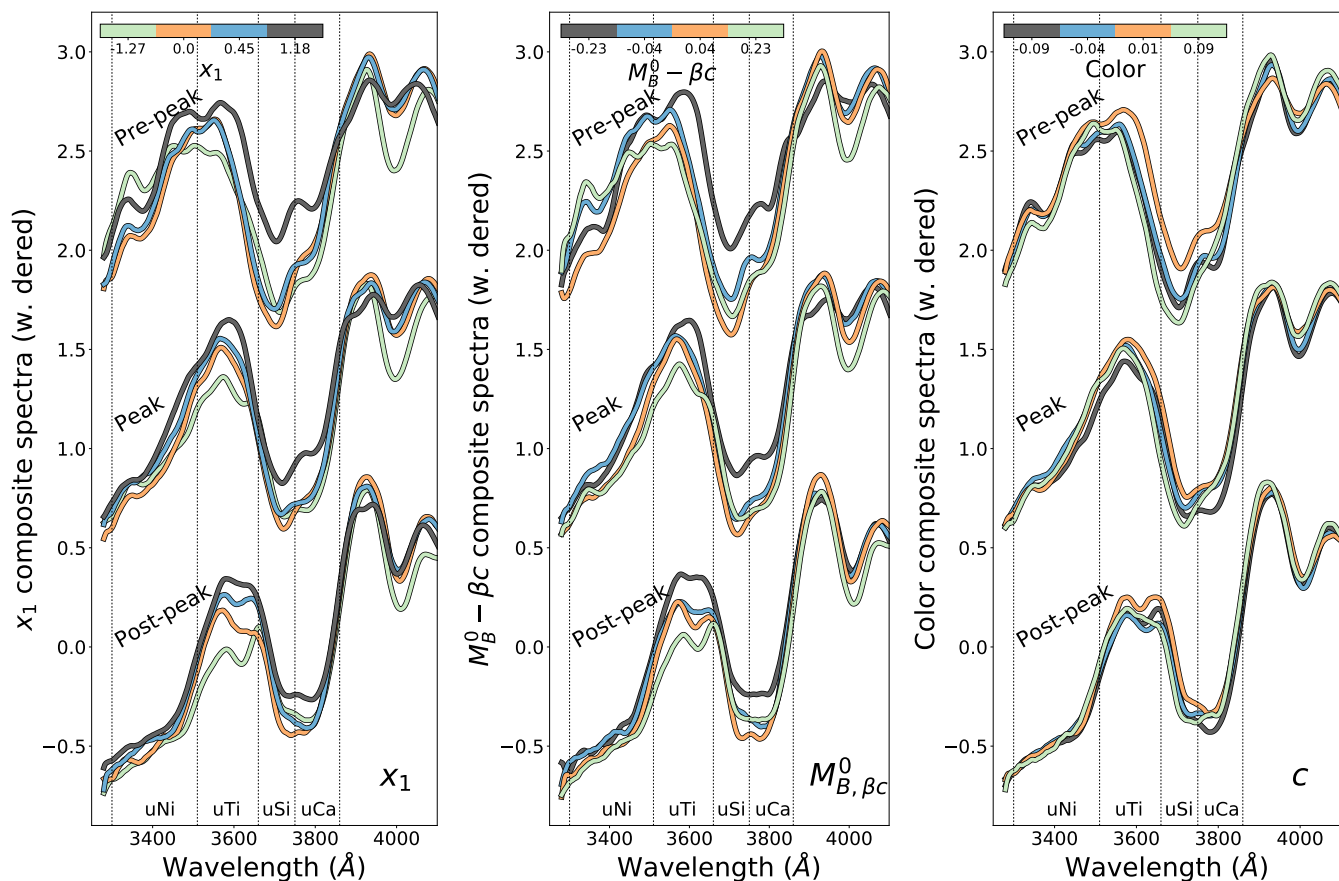 x₁ composite spectra (w. dered)
3.0
2.5
2.0
1.5
1.0
0.5
0.0
−0.5
-1.27 0.0 0.45 1.18
x₁
Pre-peak
Peak
Post-peak
x₁
uNi uTi uSi uCa
3400 3600 3800 4000
Wavelength (Å)
M⁰_B − βc composite spectra (w. dered)
3.0
2.5
2.0
1.5
1.0
0.5
0.0
−0.5
-0.23 -0.04 0.04 0.23
M⁰_B − βc
Pre-peak
Peak
Post-peak
M⁰_B,βc
uNi uTi uSi uCa
3400 3600 3800 4000
Wavelength (Å)
Color composite spectra (w. dered)
3.0
2.5
2.0
1.5
1.0
0.5
0.0
−0.5
-0.09 -0.04 0.01 0.09
Color
Pre-peak
Peak
Post-peak
c
uNi uTi uSi uCa
3400 3600 3800 4000
Wavelength (Å)